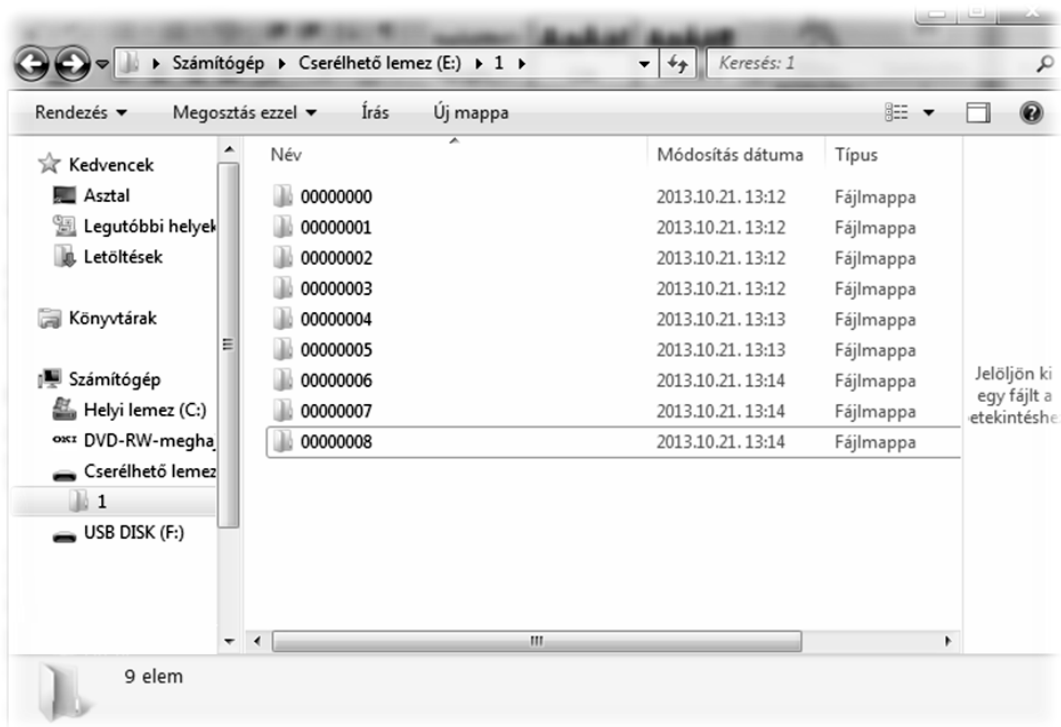 Számítógép ▸ Cserélhető lemez (E:) ▸ 1 ▸ Keresés: 1
Rendezés Megosztás ezzel Írás Új mappa
Kedvencek
Asztal
Legutóbbi helyek
Letöltések
Könyvtárak
Számítógép
Helyi lemez (C:)
DVD-RW-megha
Cserélhető lemez
1
USB DISK (F:)
Név Módosítás dátuma Típus
00000000 2013.10.21. 13:12 Fájlmappa
00000001 2013.10.21. 13:12 Fájlmappa
00000002 2013.10.21. 13:12 Fájlmappa
00000003 2013.10.21. 13:12 Fájlmappa
00000004 2013.10.21. 13:13 Fájlmappa
00000005 2013.10.21. 13:13 Fájlmappa
00000006 2013.10.21. 13:14 Fájlmappa
00000007 2013.10.21. 13:14 Fájlmappa
00000008 2013.10.21. 13:14 Fájlmappa
Jelöljön ki
egy fájlt a
etekintéshe
9 elem